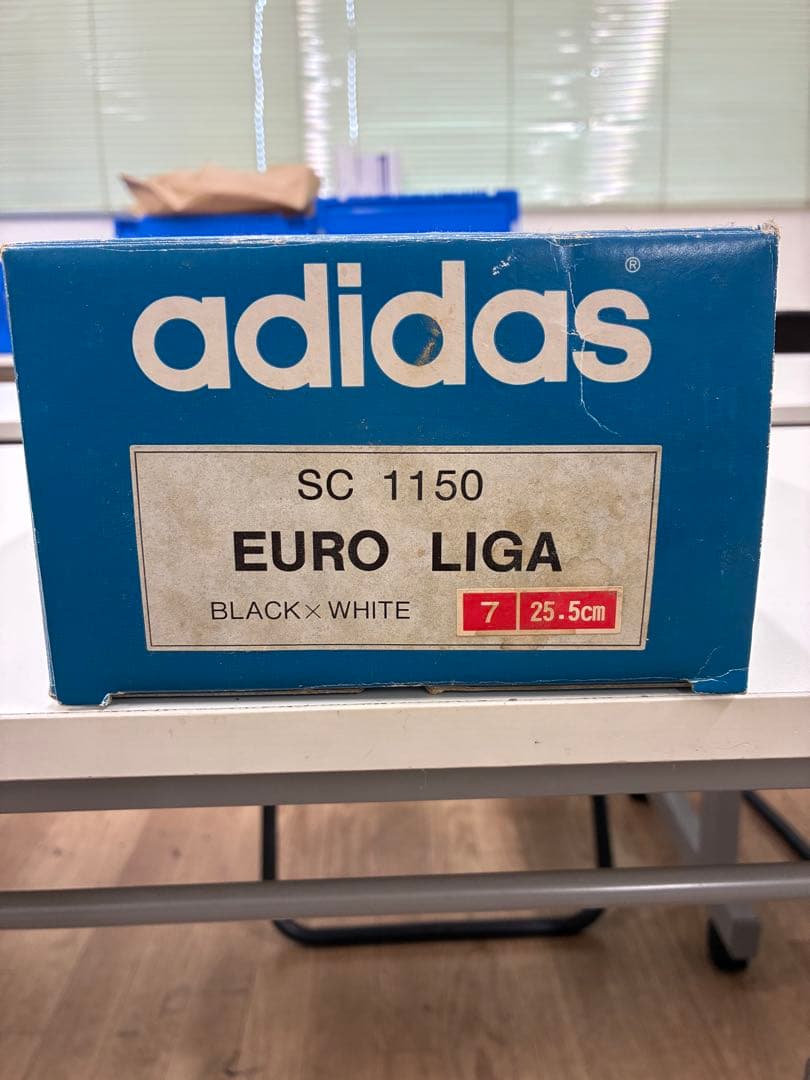 adidas®
SC 1150
EURO LIGA
BLACK×WHITE
7 25.5cm